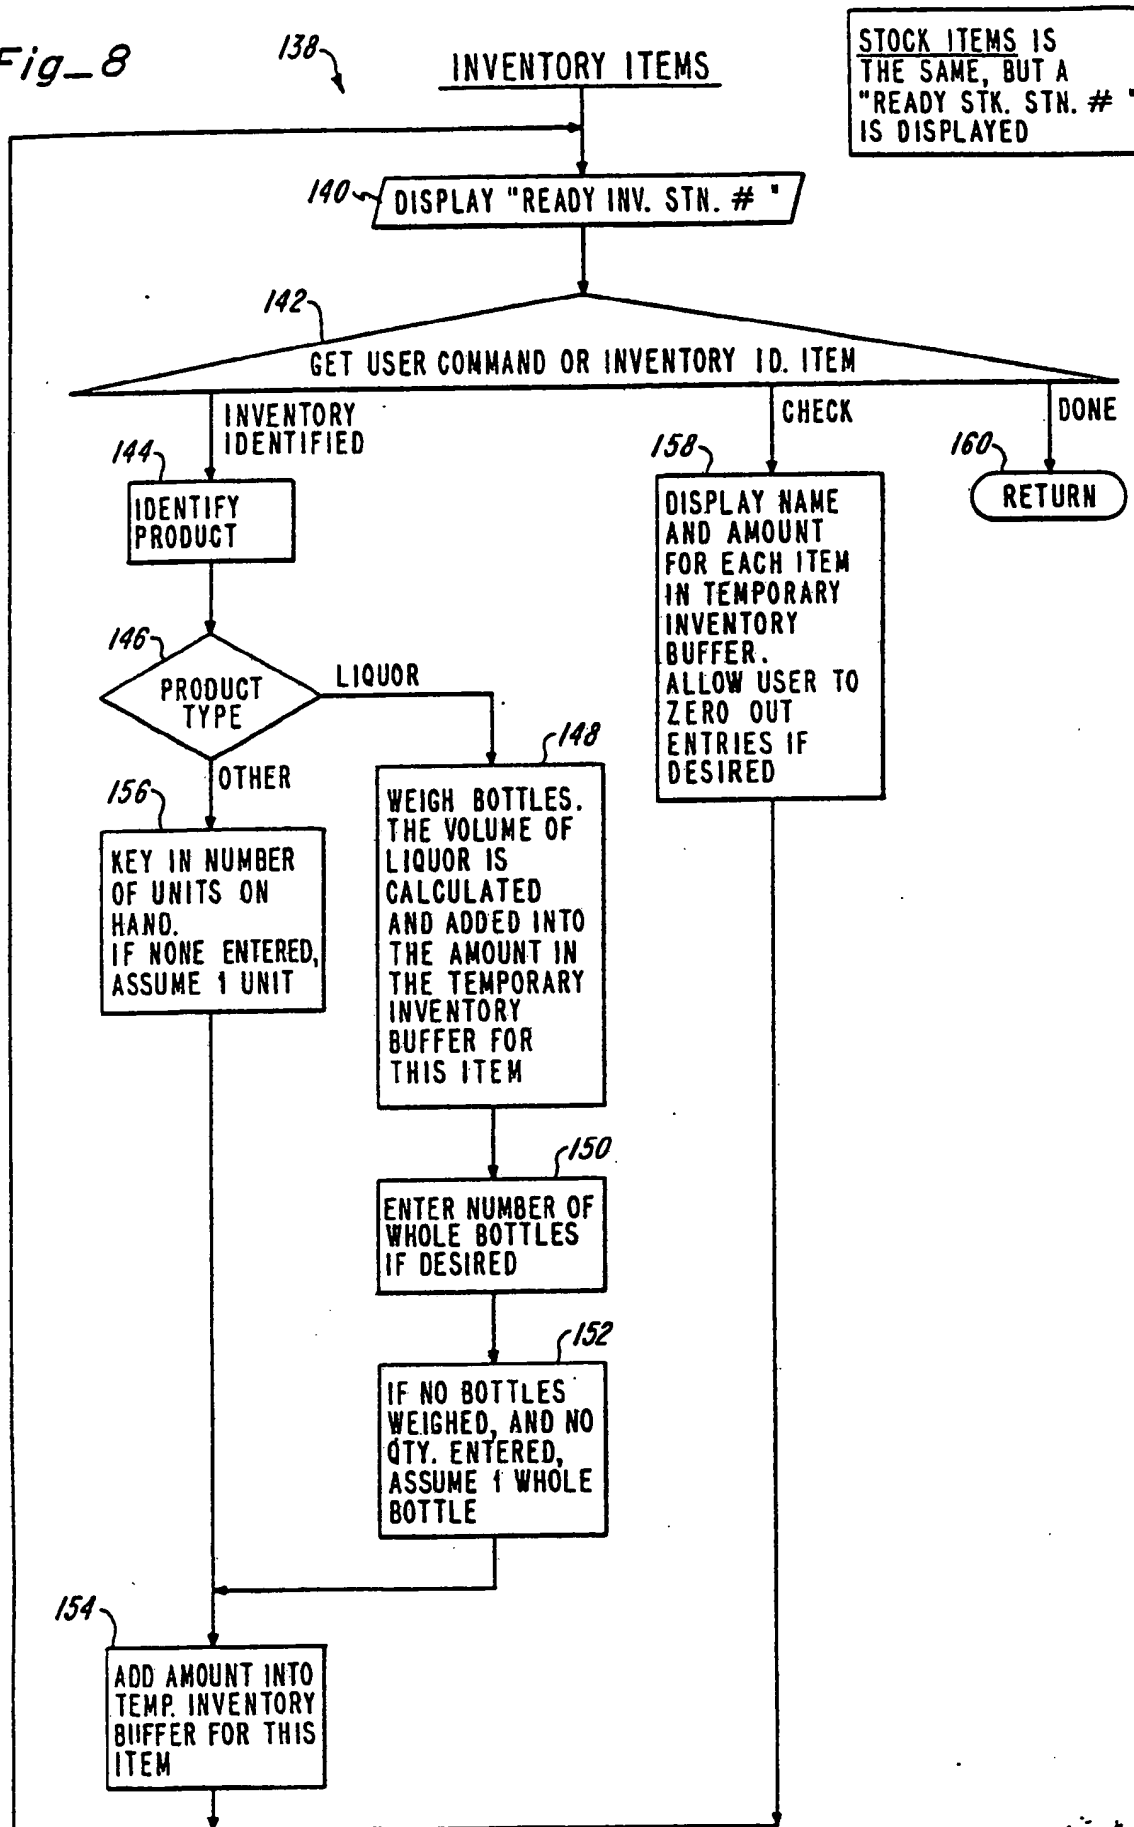 Fig_8
138
INVENTORY ITEMS
STOCK ITEMS IS
THE SAME, BUT A
"READY STK. STN. # "
IS DISPLAYED
140
DISPLAY "READY INV. STN. # "
142
GET USER COMMAND OR INVENTORY ID. ITEM
INVENTORY
IDENTIFIED
CHECK
DONE
144
IDENTIFY
PRODUCT
158
DISPLAY NAME
AND AMOUNT
FOR EACH ITEM
IN TEMPORARY
INVENTORY
BUFFER.
ALLOW USER TO
ZERO OUT
ENTRIES IF
DESIRED
160
RETURN
146
PRODUCT
TYPE
LIQUOR
OTHER
148
WEIGH BOTTLES.
THE VOLUME OF
LIQUOR IS
CALCULATED
AND ADDED INTO
THE AMOUNT IN
THE TEMPORARY
INVENTORY
BUFFER FOR
THIS ITEM
156
KEY IN NUMBER
OF UNITS ON
HAND.
IF NONE ENTERED,
ASSUME 1 UNIT
150
ENTER NUMBER OF
WHOLE BOTTLES
IF DESIRED
152
IF NO BOTTLES
WEIGHED, AND NO
QTY. ENTERED,
ASSUME 1 WHOLE
BOTTLE
154
ADD AMOUNT INTO
TEMP. INVENTORY
BUFFER FOR THIS
ITEM